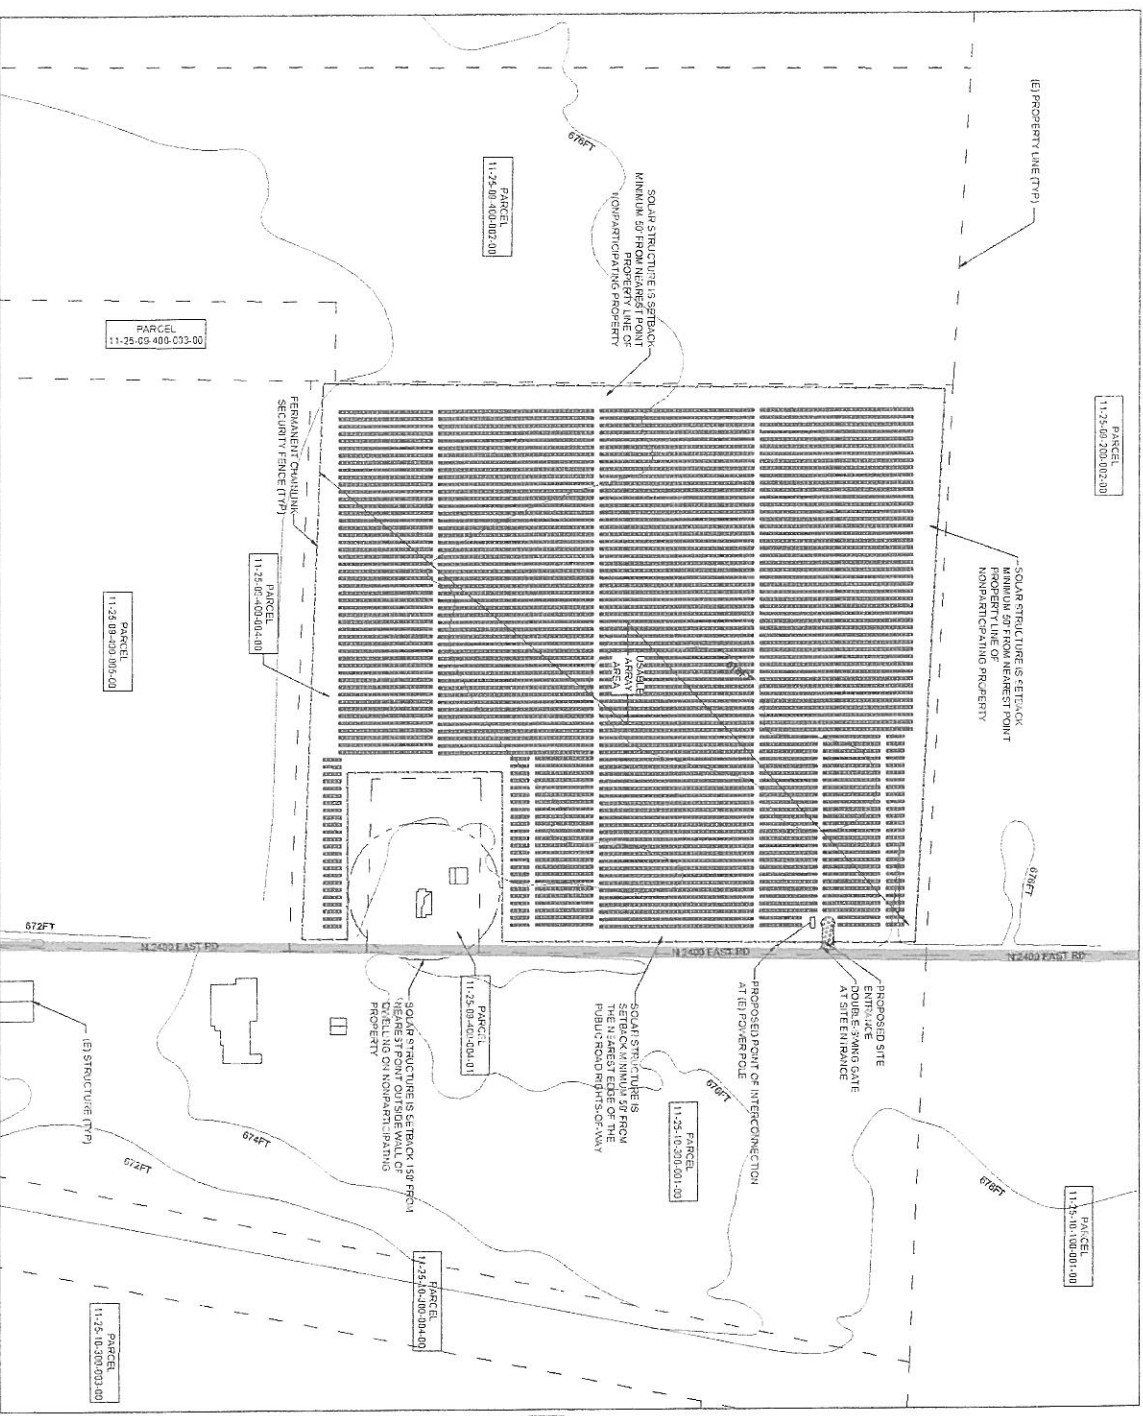 (E) PROPERTY LINE (TYP)
PARCEL
11-25-09-200-002-00
SOLAR STRUCTURE IS SETBACK
MINIMUM 50' FROM NEAREST POINT
PROPERTY LINE OF
NONPARTICIPATING PROPERTY
676FT
N 2400 EAST RD
PROPOSED SITE
ENTRANCE
DOUBLE-SWING GATE
AT SITE ENTRANCE
676FT
PARCEL
11-25-10-100-001-00
676FT
PARCEL
11-25-09-400-002-00
SOLAR STRUCTURE IS SETBACK
MINIMUM 50' FROM NEAREST POINT
PROPERTY LINE OF
NONPARTICIPATING PROPERTY
USABLE
ARRAY
AREA
676FT
N 2400 EAST RD
PROPOSED POINT OF INTERCONNECTION
AT (E) POWER POLE
676FT
PARCEL
11-25-10-300-001-00
SOLAR STRUCTURE IS
SETBACK MINIMUM 50' FROM
THE NEAREST EDGE OF THE
PUBLIC ROAD RIGHTS-OF-WAY
PARCEL
11-25-09-400-004-01
SOLAR STRUCTURE IS SETBACK 150' FROM
NEAREST POINT OUTSIDE WALL OF
DWELLING ON NONPARTICIPATING
PROPERTY
PARCEL
11-25-10-300-004-00
PERMANENT CHAINLINK
SECURITY FENCE (TYP)
PARCEL
11-25-09-400-004-00
PARCEL
11-25-09-400-003-00
PARCEL
11-25-09-400-005-00
672FT
N 2400 EAST RD
674FT
672FT
(E) STRUCTURE (TYP)
PARCEL
11-25-10-300-003-00